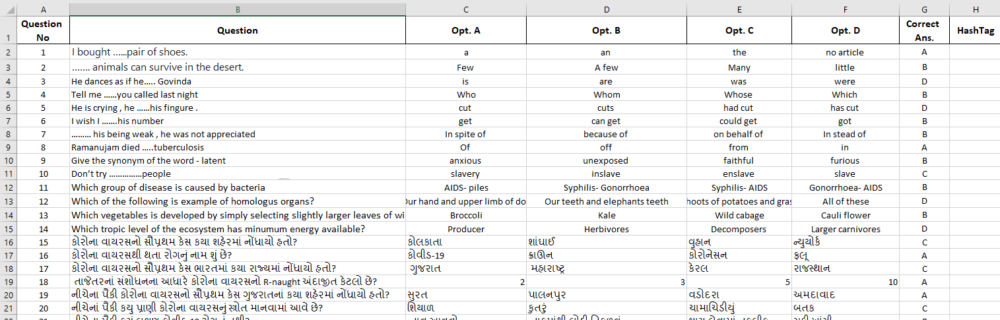 A B C D E F G H
1 Question No Question Opt. A Opt. B Opt. C Opt. D Correct Ans. HashTag
2 1 I bought ......pair of shoes. a an the no article A
3 2 ....... animals can survive in the desert. Few A few Many little B
4 3 He dances as if he..... Govinda is are was were D
5 4 Tell me ......you called last night Who Whom Whose Which B
6 5 He is crying , he ......his fingure . cut cuts had cut has cut D
7 6 I wish I .......his number get can get could get got B
8 7 ......... his being weak , he was not appreciated In spite of because of on behalf of In stead of B
9 8 Ramanujam died .....tuberculosis Of off from in A
10 9 Give the synonym of the word - latent anxious unexposed faithful furious B
11 10 Don’t try ...............people slavery inslave enslave slave C
12 11 Which group of disease is caused by bacteria AIDS- piles Syphilis- Gonorrhoea Syphilis- AIDS Gonorrhoea- AIDS B
13 12 Which of the following is example of homologus organs? Our hand and upper limb of do Our teeth and elephants teeth hoots of potatoes and gras All of these D
14 13 Which vegetables is developed by simply selecting slightly larger leaves of wi Broccoli Kale Wild cabage Cauli flower B
15 14 Which tropic level of the ecosystem has minumum energy available? Producer Herbivores Decomposers Larger carnivores D
16 15 કોરોના વાયરસનો સૌપ્રથમ કેસ કયા શહેરમાં નોંધાયો હતો? કોલકાતા શાંઘાઈ વુહાન ન્યુયોર્ક C
17 16 કોરોના વાયરસથી થતા રોગનું નામ શું છે? કોવીડ-19 ક્રાઊન કોરોનેસન ફ્લૂ A
18 17 કોરોના વાયરસનો સૌપ્રથમ કેસ ભારતમાં કયા રાજ્યમાં નોંધાયો હતો? ગુજરાત મહારાષ્ટ્ર કેરલ રાજસ્થાન C
19 18 તાજેતરનાં સંશોધનના આધારે કોરોના વાયરસનો R-naught અંદાજીત કેટલો છે? 2 3 5 10 A
20 19 નીચેના પૈકી કોરોના વાયરસનો સૌપ્રથમ કેસ ગુજરાતનાં કયા શહેરમાં નોંધાયો હતો? સુરત પાલનપુર વડોદરા અમદાવાદ A
21 20 નીચેનાં પૈકી કયુ પ્રાણી કોરોના વાયરસનું સ્ત્રોત માનવામાં આવે છે? શિયાળ કુતરું ચામાચિડીયું બતક C